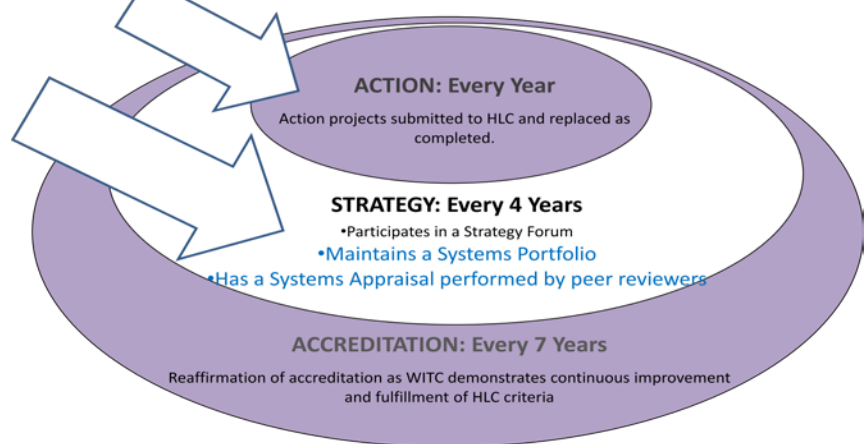 ACTION: Every Year
Action projects submitted to HLC and replaced as
completed.
STRATEGY: Every 4 Years
•Participates in a Strategy Forum
•Maintains a Systems Portfolio
•Has a Systems Appraisal performed by peer reviewers
ACCREDITATION: Every 7 Years
Reaffirmation of accreditation as WITC demonstrates continuous improvement
and fulfillment of HLC criteria